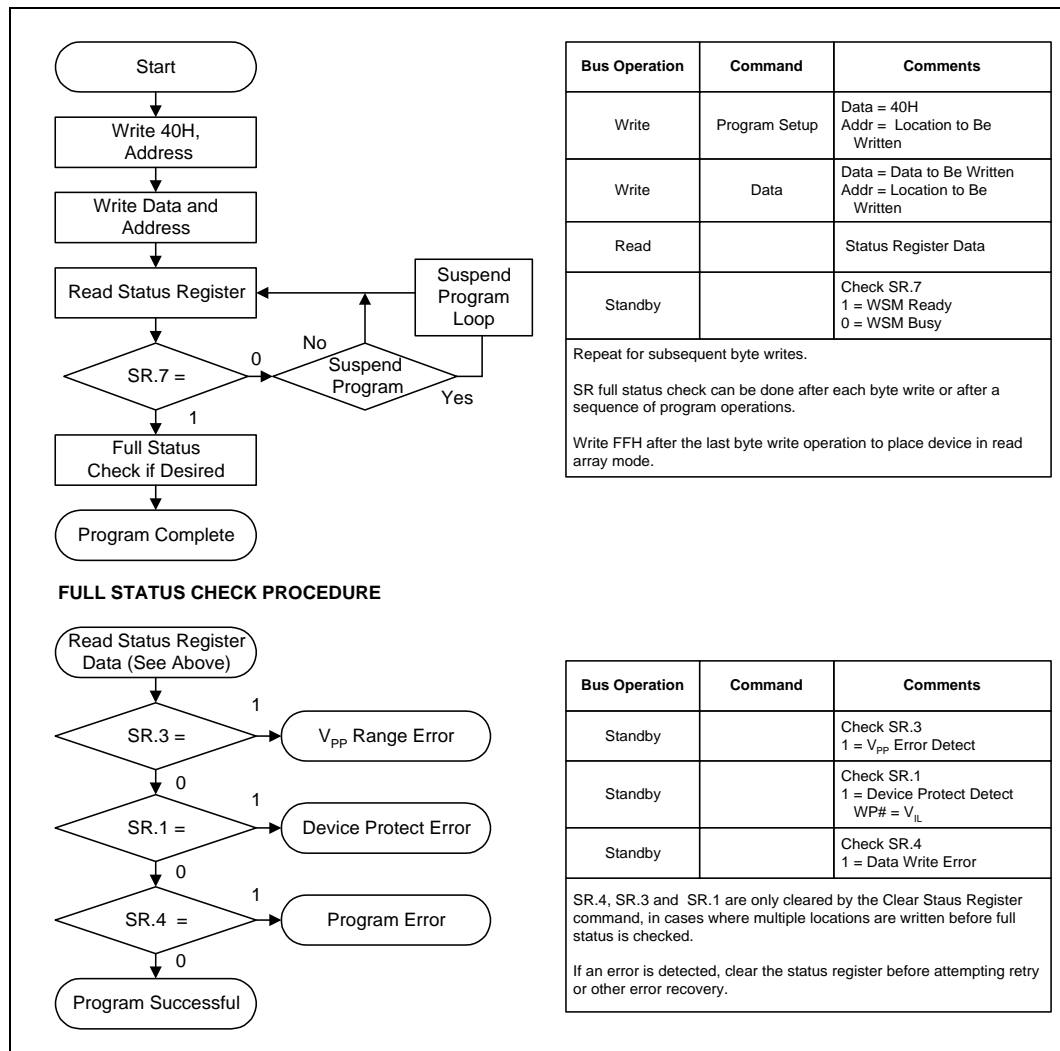 Start
Write 40H,
Address
Write Data and
Address
Read Status Register
Suspend
Program
Loop
No
0
SR.7 =
Suspend
Program
Yes
1
Full Status
Check if Desired
Program Complete
Bus Operation Command Comments
Write Program Setup Data = 40H
Addr = Location to Be
Written
Write Data Data = Data to Be Written
Addr = Location to Be
Written
Read Status Register Data
Standby Check SR.7
1 = WSM Ready
0 = WSM Busy
Repeat for subsequent byte writes.
SR full status check can be done after each byte write or after a
sequence of program operations.
Write FFH after the last byte write operation to place device in read
array mode.
FULL STATUS CHECK PROCEDURE
Read Status Register
Data (See Above)
1
SR.3 =
VPP Range Error
0
1
SR.1 =
Device Protect Error
0
1
SR.4 =
Program Error
0
Program Successful
Bus Operation Command Comments
Standby Check SR.3
1 = VPP Error Detect
Standby Check SR.1
1 = Device Protect Detect
WP# = VIL
Standby Check SR.4
1 = Data Write Error
SR.4, SR.3 and SR.1 are only cleared by the Clear Staus Register
command, in cases where multiple locations are written before full
status is checked.
If an error is detected, clear the status register before attempting retry
or other error recovery.